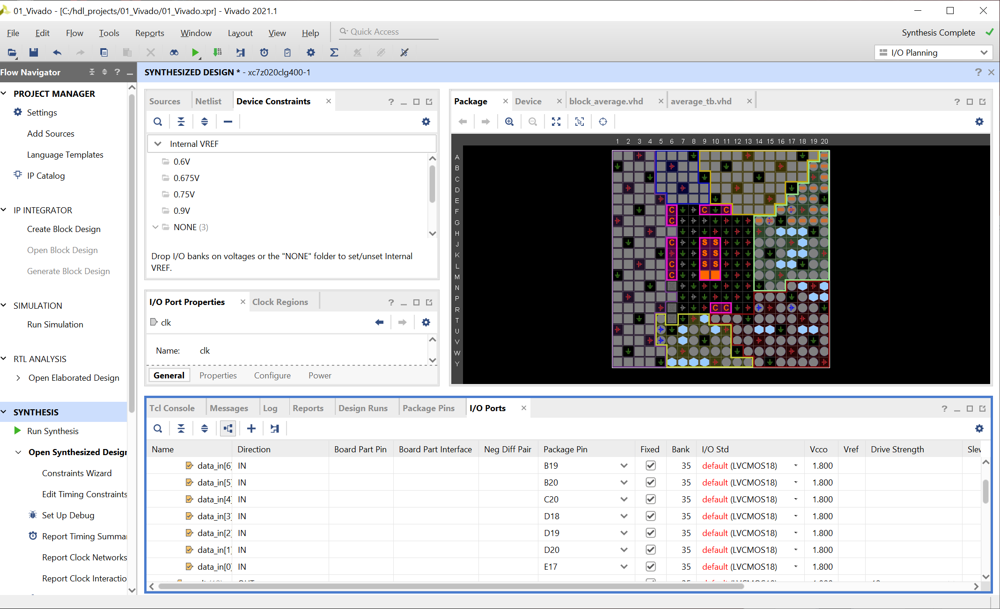 01_Vivado - [C:/hdl_projects/01_Vivado/01_Vivado.xpr] - Vivado 2021.1
File Edit Flow Tools Reports Window Layout View Help Quick Access Synthesis Complete
I/O Planning
Flow Navigator
SYNTHESIZED DESIGN * - xc7z020clg400-1
PROJECT MANAGER
Settings
Add Sources
Language Templates
IP Catalog
IP INTEGRATOR
Create Block Design
Open Block Design
Generate Block Design
SIMULATION
Run Simulation
RTL ANALYSIS
Open Elaborated Design
SYNTHESIS
Run Synthesis
Open Synthesized Desig
Constraints Wizard
Edit Timing Constraints
Set Up Debug
Report Timing Summa
Report Clock Networks
Report Clock Interactio
Sources Netlist Device Constraints
Internal VREF
0.6V
0.675V
0.75V
0.9V
NONE (3)
Drop I/O banks on voltages or the "NONE" folder to set/unset Internal
VREF.
I/O Port Properties Clock Regions
clk
Name: clk
General Properties Configure Power
Package Device block_average.vhd average_tb.vhd
1 2 3 4 5 6 7 8 9 10 11 12 13 14 15 16 17 18 19 20
A
B
C
D
E
F C C C
G C
H
J C S S
K S S
L C S S
M C
N
P
R C C
T
U
V
W
Y
Tcl Console Messages Log Reports Design Runs Package Pins I/O Ports
Name Direction Board Part Pin Board Part Interface Neg Diff Pair Package Pin Fixed Bank I/O Std Vcco Vref Drive Strength Slew
data_in[6] IN B19 35 default (LVCMOS18) 1.800
data_in[5] IN B20 35 default (LVCMOS18) 1.800
data_in[4] IN C20 35 default (LVCMOS18) 1.800
data_in[3] IN D18 35 default (LVCMOS18) 1.800
data_in[2] IN D19 35 default (LVCMOS18) 1.800
data_in[1] IN D20 35 default (LVCMOS18) 1.800
data_in[0] IN E17 35 default (LVCMOS18) 1.800